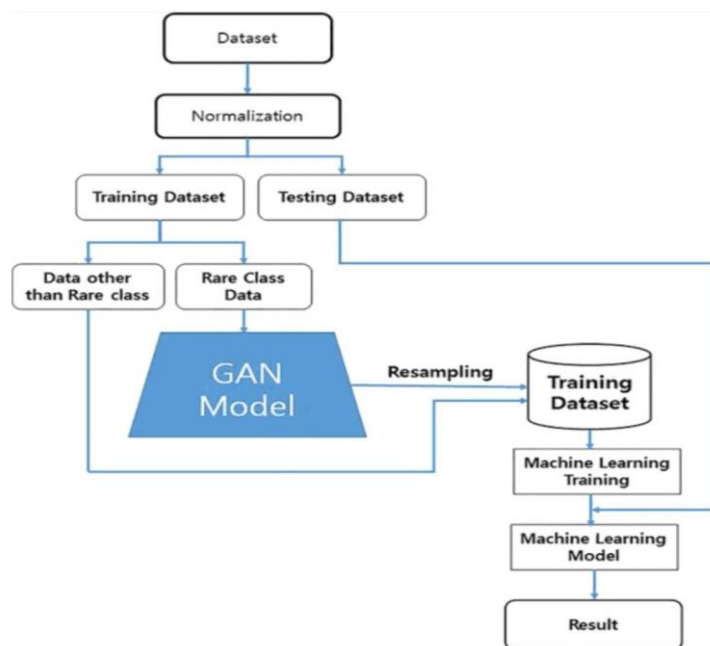 Dataset
Normalization
Training Dataset
Testing Dataset
Data other
than Rare class
Rare Class
Data
GAN
Model
Resampling
Training
Dataset
Machine Learning
Training
Machine Learning
Model
Result